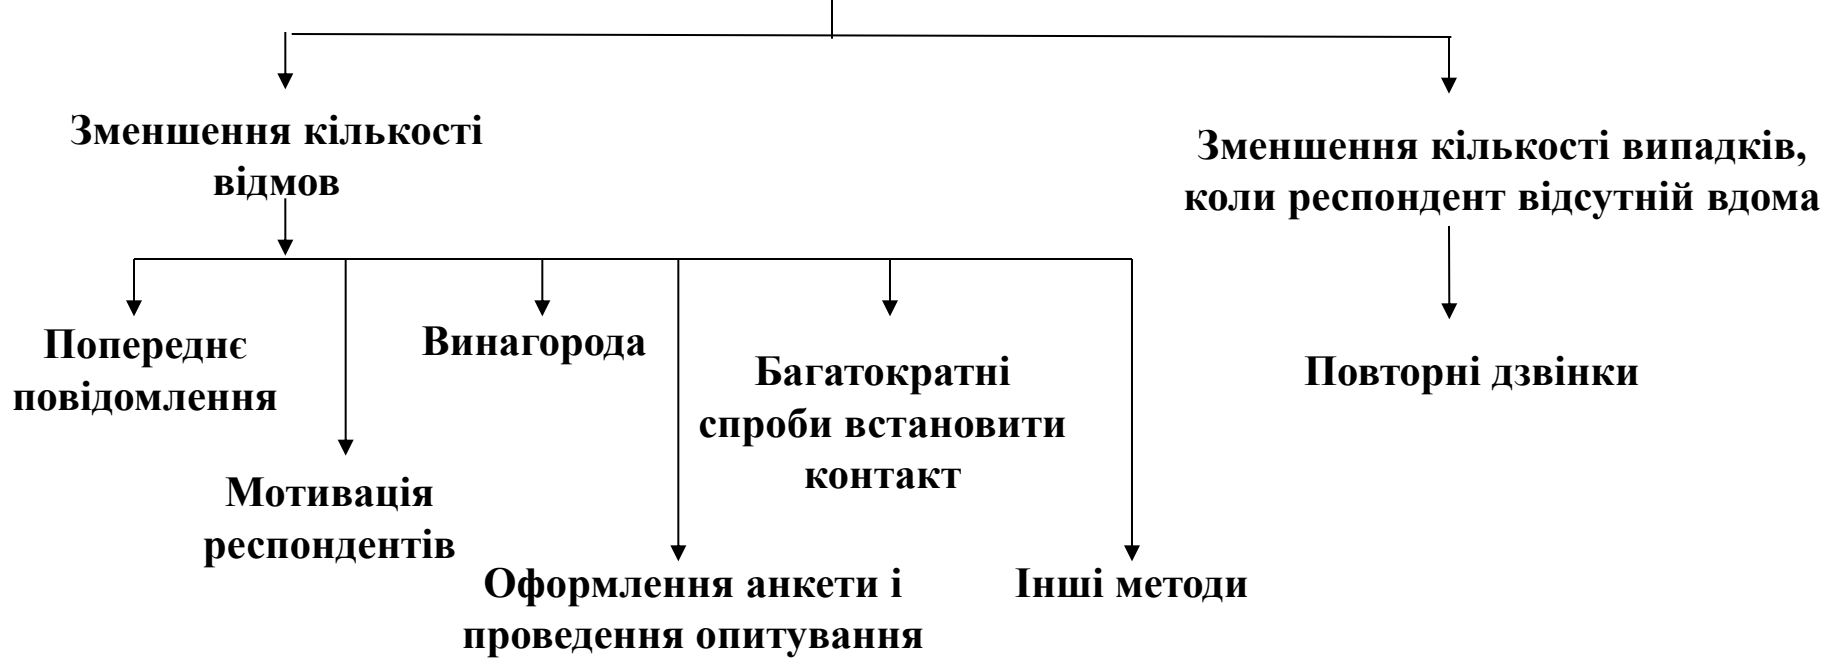 Зменшення кількості
відмов
Зменшення кількості випадків,
коли респондент відсутній вдома
Попереднє
повідомлення
Мотивація
респондентів
Винагорода
Оформлення анкети і
проведення опитування
Багатократні
спроби встановити
контакт
Інші методи
Повторні дзвінки